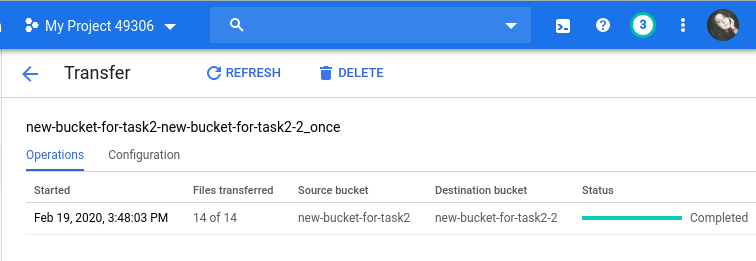 My Project 49306
3
Transfer
REFRESH
DELETE
new-bucket-for-task2-new-bucket-for-task2-2_once
Operations Configuration
Started Files transferred Source bucket Destination bucket Status
Feb 19, 2020, 3:48:03 PM 14 of 14 new-bucket-for-task2 new-bucket-for-task2-2 Completed